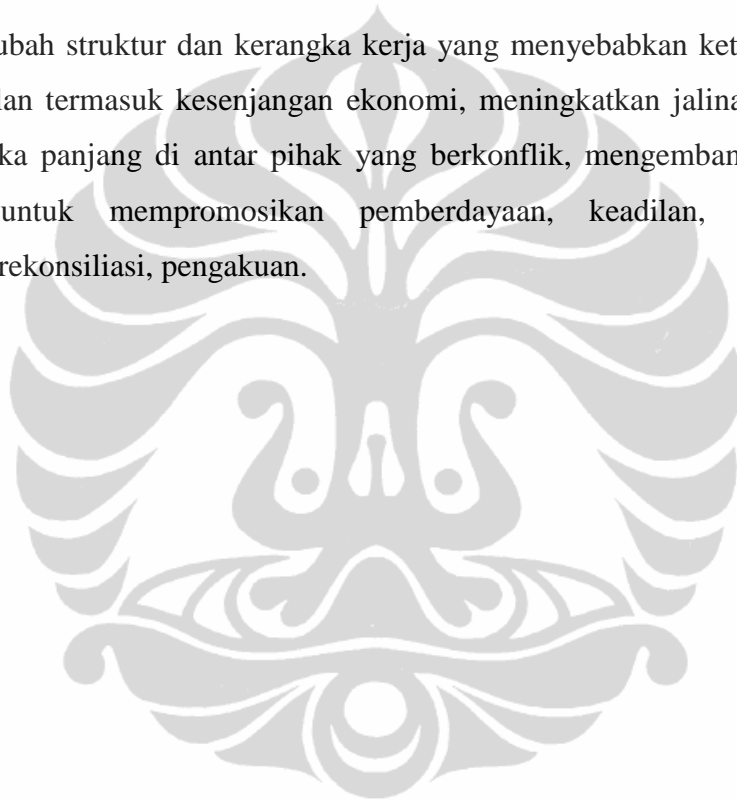 ubah struktur dan kerangka kerja yang menyebabkan ket
lan termasuk kesenjangan ekonomi, meningkatkan jalina
ka panjang di antar pihak yang berkonflik, mengemban
untuk mempromosikan pemberdayaan, keadilan,
rekonsiliasi, pengakuan.